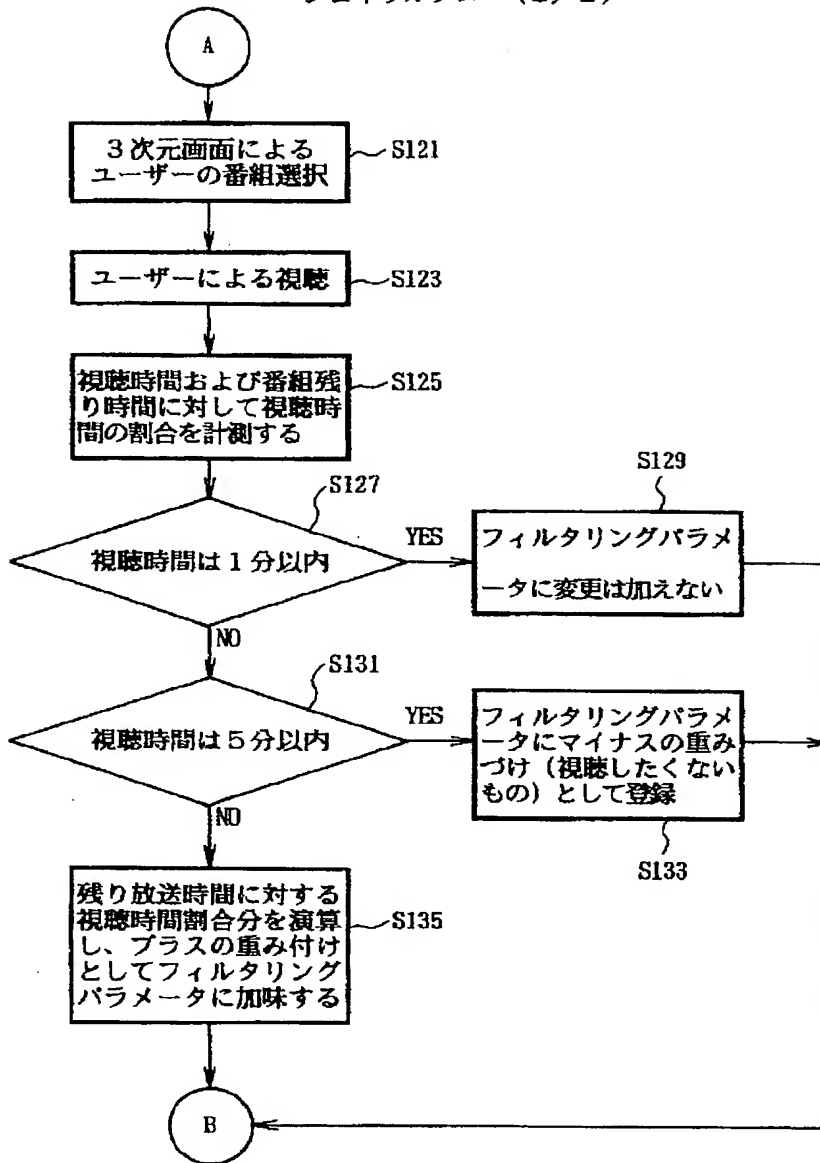 A
3次元画面による
ユーザーの番組選択
S121
ユーザーによる視聴
S123
視聴時間および番組残
り時間に対して視聴時
間の割合を計測する
S125
S127
視聴時間は1分以内
YES
NO
S129
フィルタリングパラメ
ータに変更は加えない
S131
視聴時間は5分以内
YES
NO
フィルタリングパラメ
ータにマイナスの重み
づけ（視聴したくない
もの）として登録
S133
残り放送時間に対する
視聴時間割合分を演算
し、プラスの重み付け
としてフィルタリング
パラメータに加味する
S135
B